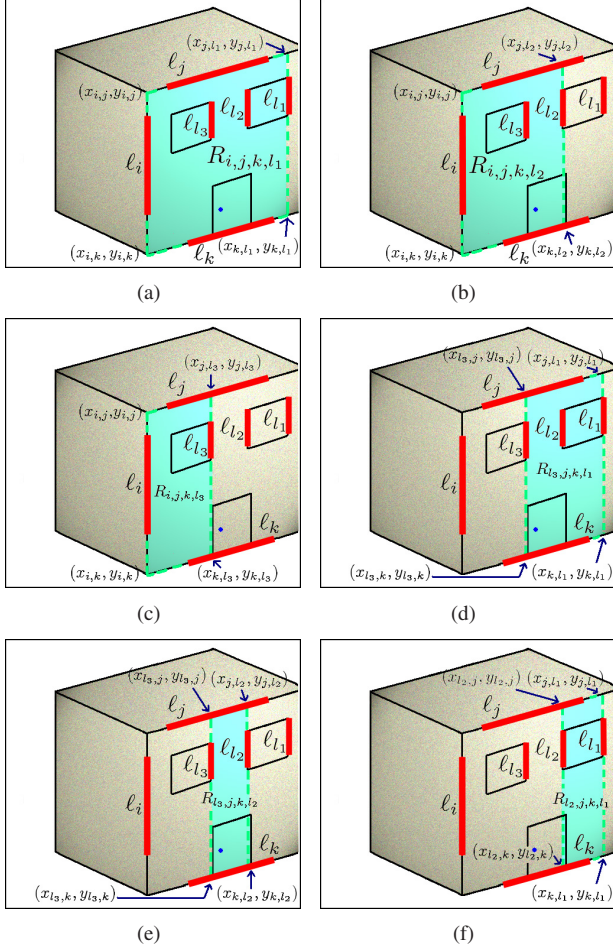 (x_{j,l_1}, y_{j,l_1})
ℓ_j
(x_{i,j}, y_{i,j})
ℓ_{l_1}
ℓ_{l_2}
ℓ_{l_3}
ℓ_i
R_{i,j,k,l_1}
(x_{i,k}, y_{i,k})
ℓ_k
(x_{k,l_1}, y_{k,l_1})
(a)
(x_{j,l_2}, y_{j,l_2})
ℓ_j
(x_{i,j}, y_{i,j})
ℓ_{l_1}
ℓ_{l_2}
ℓ_{l_3}
ℓ_i
R_{i,j,k,l_2}
(x_{i,k}, y_{i,k})
ℓ_k
(x_{k,l_2}, y_{k,l_2})
(b)
(x_{j,l_3}, y_{j,l_3})
ℓ_j
(x_{i,j}, y_{i,j})
ℓ_{l_1}
ℓ_{l_2}
ℓ_{l_3}
ℓ_i
R_{i,j,k,l_3}
ℓ_k
(x_{i,k}, y_{i,k})
(x_{k,l_3}, y_{k,l_3})
(c)
(x_{l_3,j}, y_{l_3,j}) (x_{j,l_1}, y_{j,l_1})
ℓ_j
ℓ_{l_1}
ℓ_{l_2}
ℓ_{l_3}
ℓ_i
R_{l_3,j,k,l_1}
ℓ_k
(x_{l_3,k}, y_{l_3,k})
(x_{k,l_1}, y_{k,l_1})
(d)
(x_{l_3,j}, y_{l_3,j}) (x_{j,l_2}, y_{j,l_2})
ℓ_j
ℓ_{l_1}
ℓ_{l_2}
ℓ_{l_3}
ℓ_i
R_{l_3,j,k,l_2}
ℓ_k
(x_{l_3,k}, y_{l_3,k})
(x_{k,l_2}, y_{k,l_2})
(e)
(x_{l_2,j}, y_{l_2,j}) (x_{j,l_1}, y_{j,l_1})
ℓ_j
ℓ_{l_1}
ℓ_{l_2}
ℓ_{l_3}
ℓ_i
R_{l_2,j,k,l_1}
ℓ_k
(x_{l_2,k}, y_{l_2,k})
(x_{k,l_1}, y_{k,l_1})
(f)